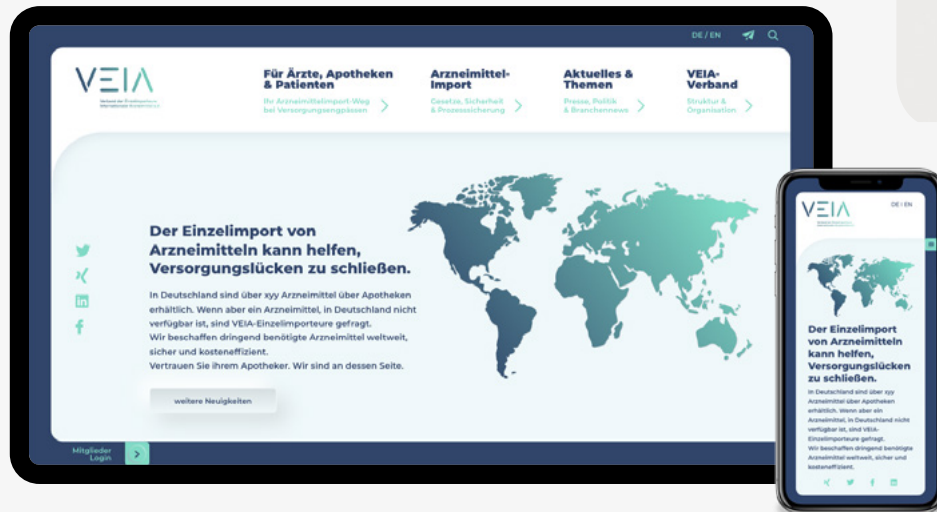 DE / EN
VEIA
Für Ärzte, Apotheken
& Patienten
Ihr Arzneimittelimport-Weg
bei Versorgungsengpässen
Arzneimittel-
Import
Gesetze, Sicherheit
& Prozesssicherung
Aktuelles &
Themen
Presse, Politik
& Branchennews
VEIA-
Verband
Struktur &
Organisation
Der Einzelimport von
Arzneimitteln kann helfen,
Versorgungslücken zu schließen.
In Deutschland sind über xyy Arzneimittel über Apotheken
erhältlich. Wenn aber ein Arzneimittel, in Deutschland nicht
verfügbar ist, sind VEIA-Einzelimporteure gefragt.
Wir beschaffen dringend benötigte Arzneimittel weltweit,
sicher und kosteneffizient.
Vertrauen Sie ihrem Apotheker. Wir sind an dessen Seite.
weitere Neuigkeiten
Mitglieder
Login
VEIA
DE / EN
Der Einzelimport
von Arzneimitteln
kann helfen,
Versorgungslücken
zu schließen.
In Deutschland sind über xyy
Arzneimittel über Apotheken
erhältlich. Wenn aber ein
Arzneimittel, in Deutschland nicht
verfügbar ist, sind VEIA-
Einzelimporteure gefragt.
Wir beschaffen dringend benötigte
Arzneimittel weltweit, sicher und
kosteneffizient.